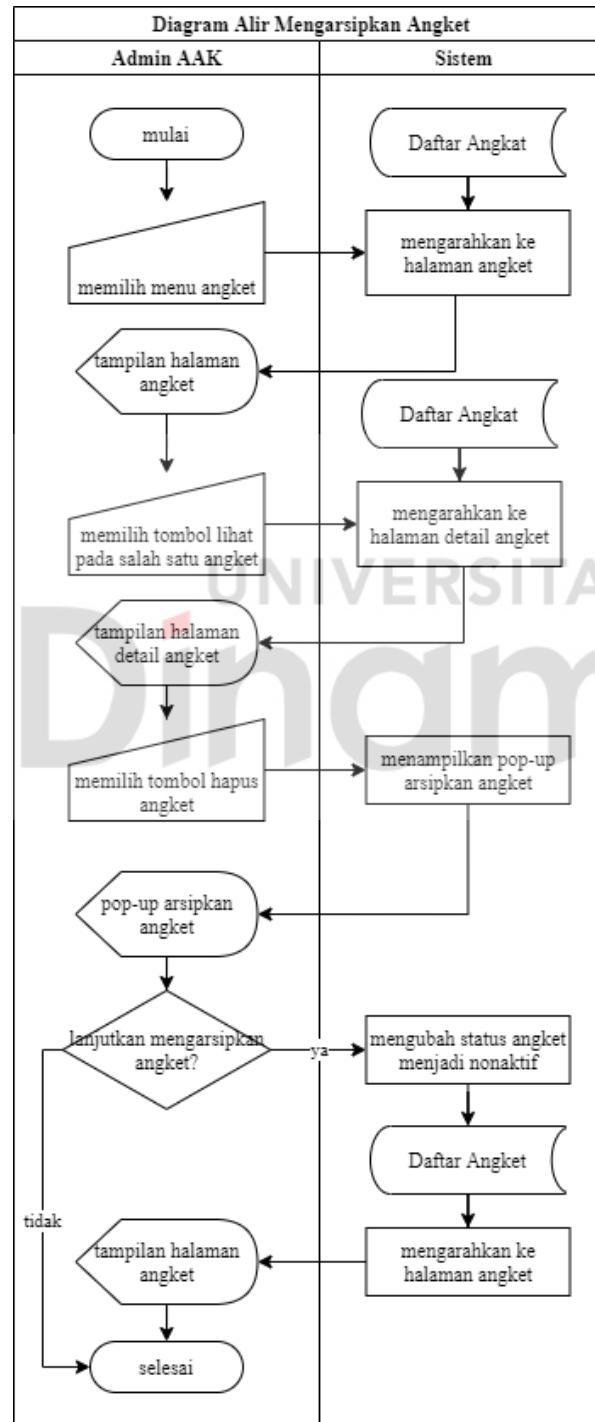 Diagram Alir Mengarsipkan Angket
Admin AAK
Sistem
mulai
Daftar Angkat
memilih menu angket
mengarahkan ke
halaman angket
tampilan halaman
angket
Daftar Angkat
memilih tombol lihat
pada salah satu angket
mengarahkan ke
halaman detail angket
UNIVERSITA
Dinam
tampilan halaman
detail angket
memilih tombol hapus
angket
menampilkan pop-up
arsipkan angket
pop-up arsipkan
angket
lanjutkan mengarsipkan
angket?
ya
mengubah status angket
menjadi nonaktif
Daftar Angket
tidak
tampilan halaman
angket
mengarahkan ke
halaman angket
selesai